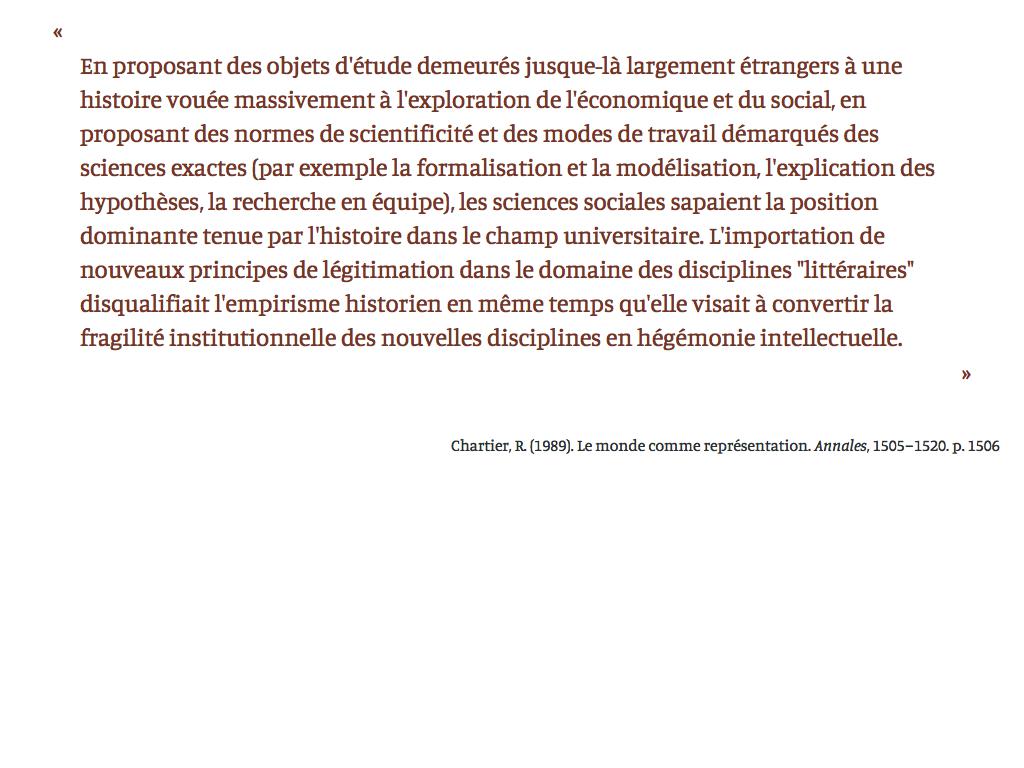 «
En proposant des objets d'étude demeurés jusque-là largement étrangers à une
histoire vouée massivement à l'exploration de l'économique et du social, en
proposant des normes de scientificité et des modes de travail démarqués des
sciences exactes (par exemple la formalisation et la modélisation, l'explication des
hypothèses, la recherche en équipe), les sciences sociales sapaient la position
dominante tenue par l'histoire dans le champ universitaire. L'importation de
nouveaux principes de légitimation dans le domaine des disciplines "littéraires"
disqualifiait l'empirisme historien en même temps qu'elle visait à convertir la
fragilité institutionnelle des nouvelles disciplines en hégémonie intellectuelle.
»
Chartier, R. (1989). Le monde comme représentation. Annales, 1505–1520. p. 1506